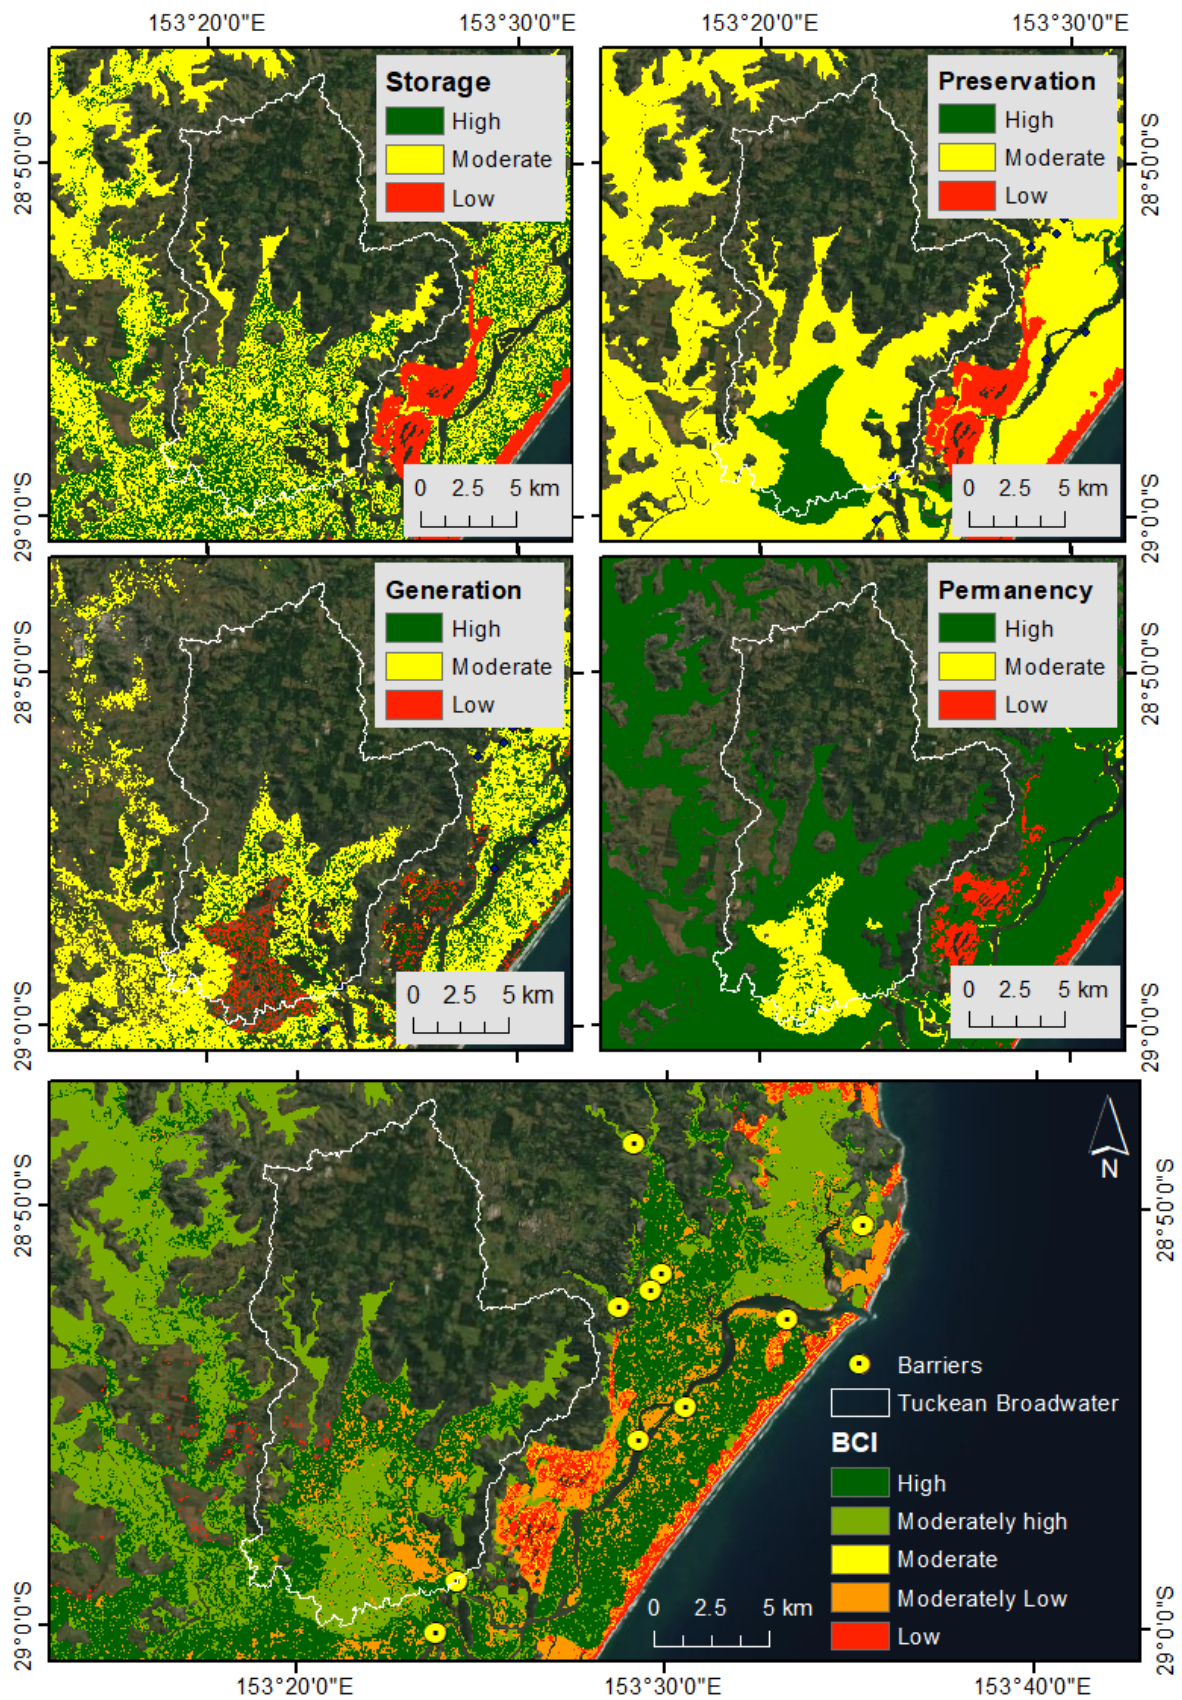 153°20'0"E 153°30'0"E 153°20'0"E 153°30'0"E
Storage
High
Moderate
Low
Preservation
High
Moderate
Low
28°50'0"S
28°50'0"S
0 2.5 5 km
0 2.5 5 km
29°0'0"S
29°0'0"S
Generation
High
Moderate
Low
Permanency
High
Moderate
Low
28°50'0"S
28°50'0"S
0 2.5 5 km
0 2.5 5 km
29°0'0"S
29°0'0"S
N
28°50'0"S
28°50'0"S
Barriers
Tuckean Broadwater
BCI
High
Moderately high
Moderate
Moderately Low
Low
0 2.5 5 km
29°0'0"S
29°0'0"S
153°20'0"E 153°30'0"E 153°40'0"E